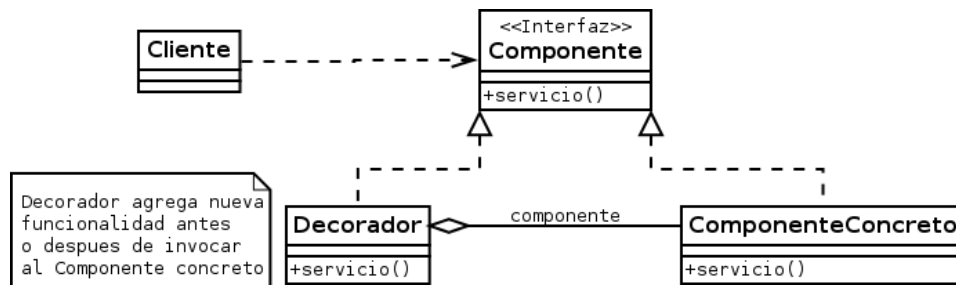 <<Interfaz>>
Cliente
Componente
+servicio()
Decorador agrega nueva
funcionalidad antes
o despues de invocar
al Componente concreto
Decorador
+servicio()
componente
ComponenteConcreto
+servicio()